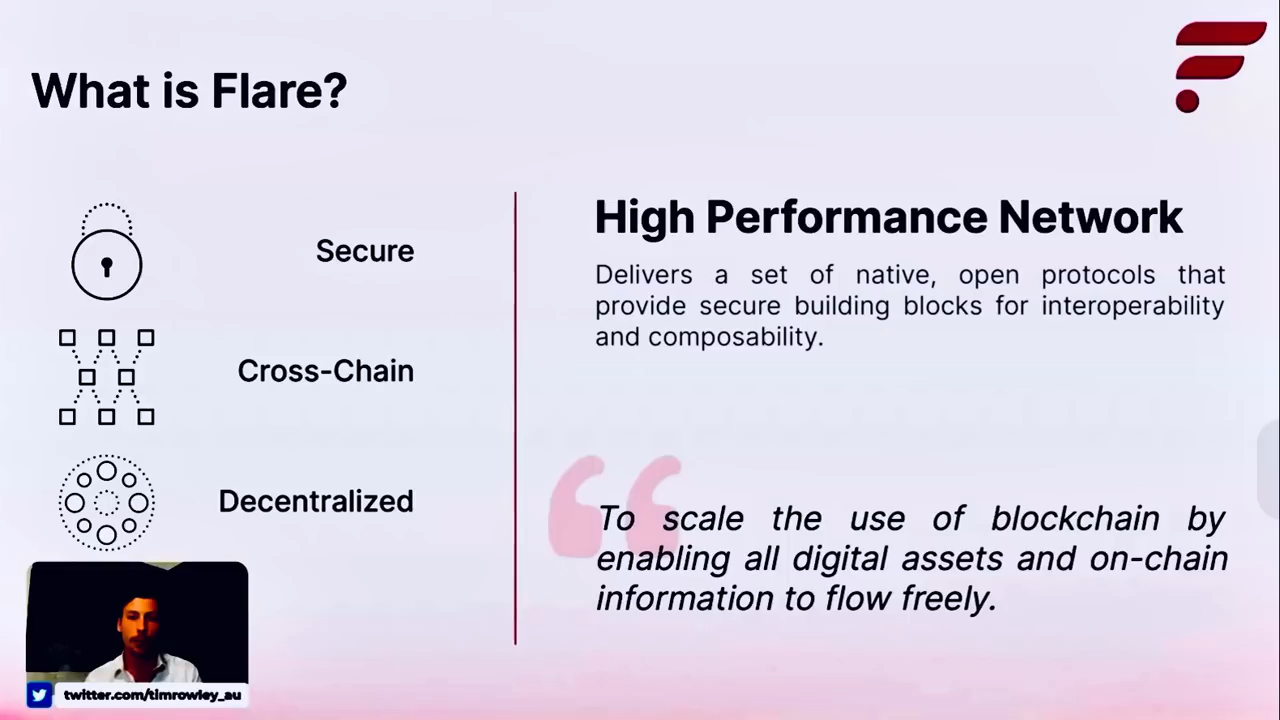 What is Flare?
Secure
Cross-Chain
Decentralized
High Performance Network
Delivers a set of native, open protocols that
provide secure building blocks for interoperability
and composability.
“
To scale the use of blockchain by
enabling all digital assets and on-chain
information to flow freely.
twitter.com/timrowley_au